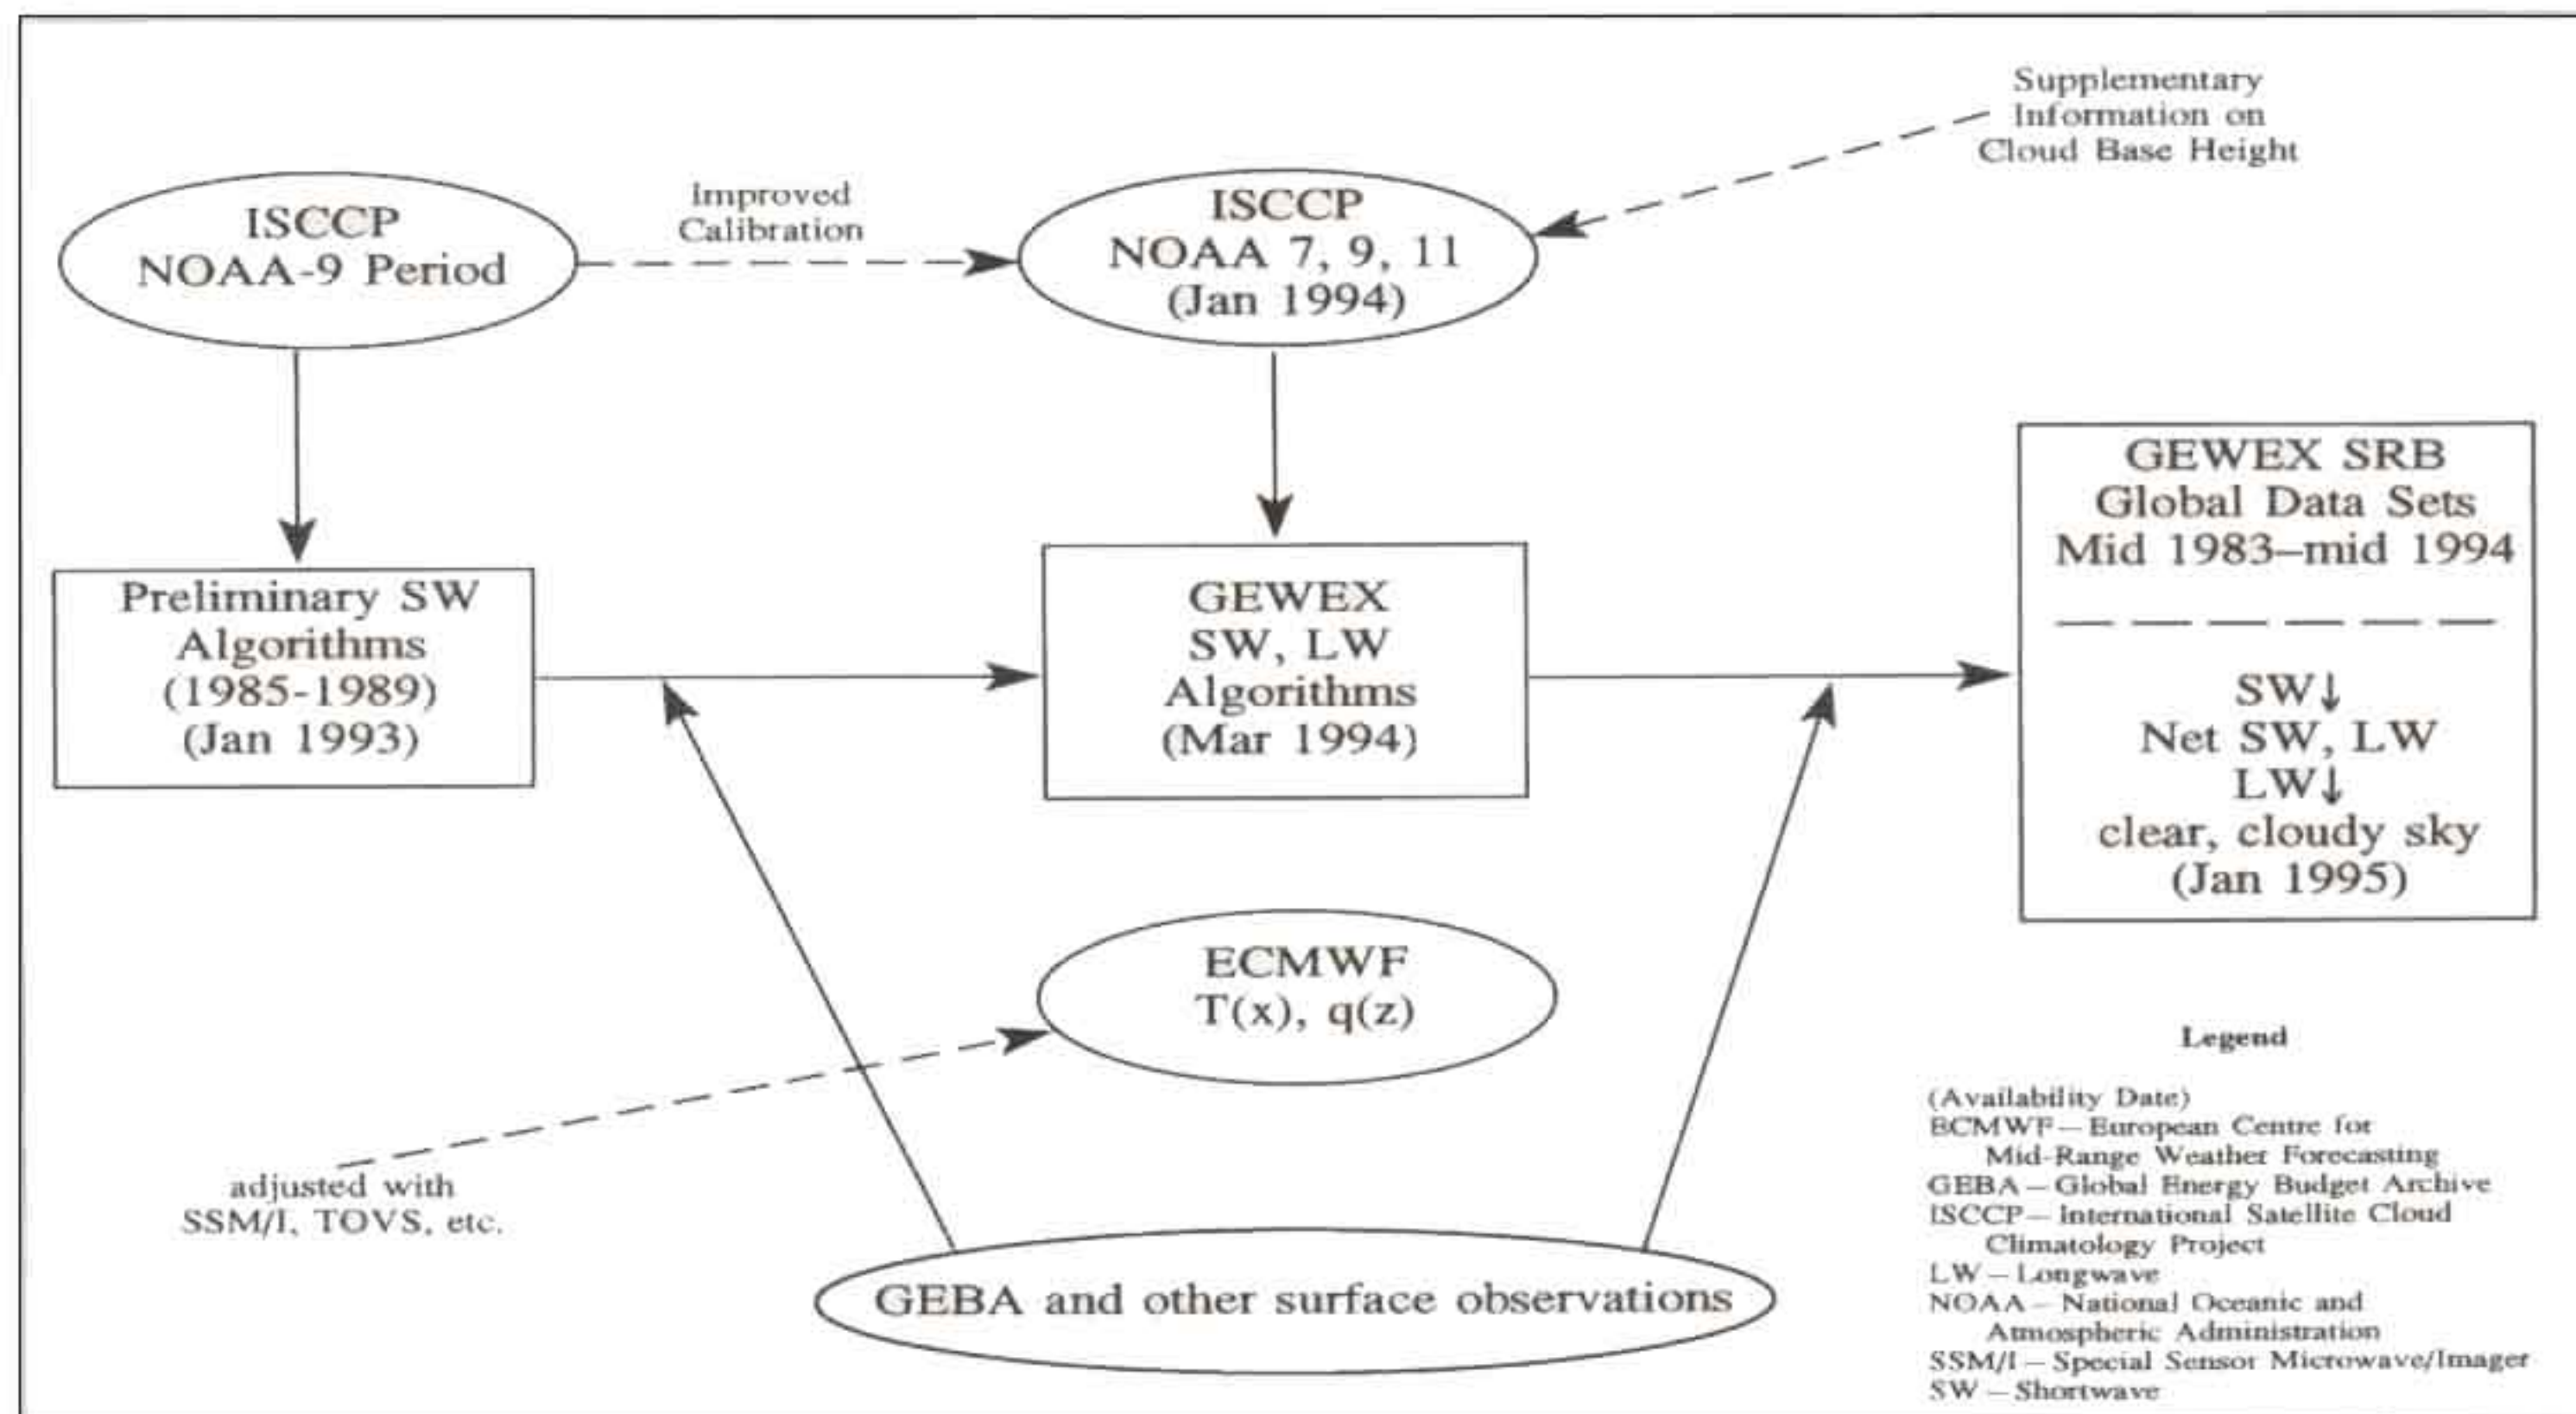 ISCCP
NOAA-9 Period
Improved
Calibration
ISCCP
NOAA 7, 9, 11
(Jan 1994)
Supplementary
Information on
Cloud Base Height
Preliminary SW
Algorithms
(1985-1989)
(Jan 1993)
GEWEX
SW, LW
Algorithms
(Mar 1994)
GEWEX SRB
Global Data Sets
Mid 1983–mid 1994
SW↓
Net SW, LW
LW↓
clear, cloudy sky
(Jan 1995)
ECMWF
T(x), q(z)
adjusted with
SSM/I, TOVS, etc.
GEBA and other surface observations
Legend
(Availability Date)
ECMWF – European Centre for
Mid-Range Weather Forecasting
GEBA – Global Energy Budget Archive
ISCCP – International Satellite Cloud
Climatology Project
LW – Longwave
NOAA – National Oceanic and
Atmospheric Administration
SSM/I – Special Sensor Microwave/Imager
SW – Shortwave